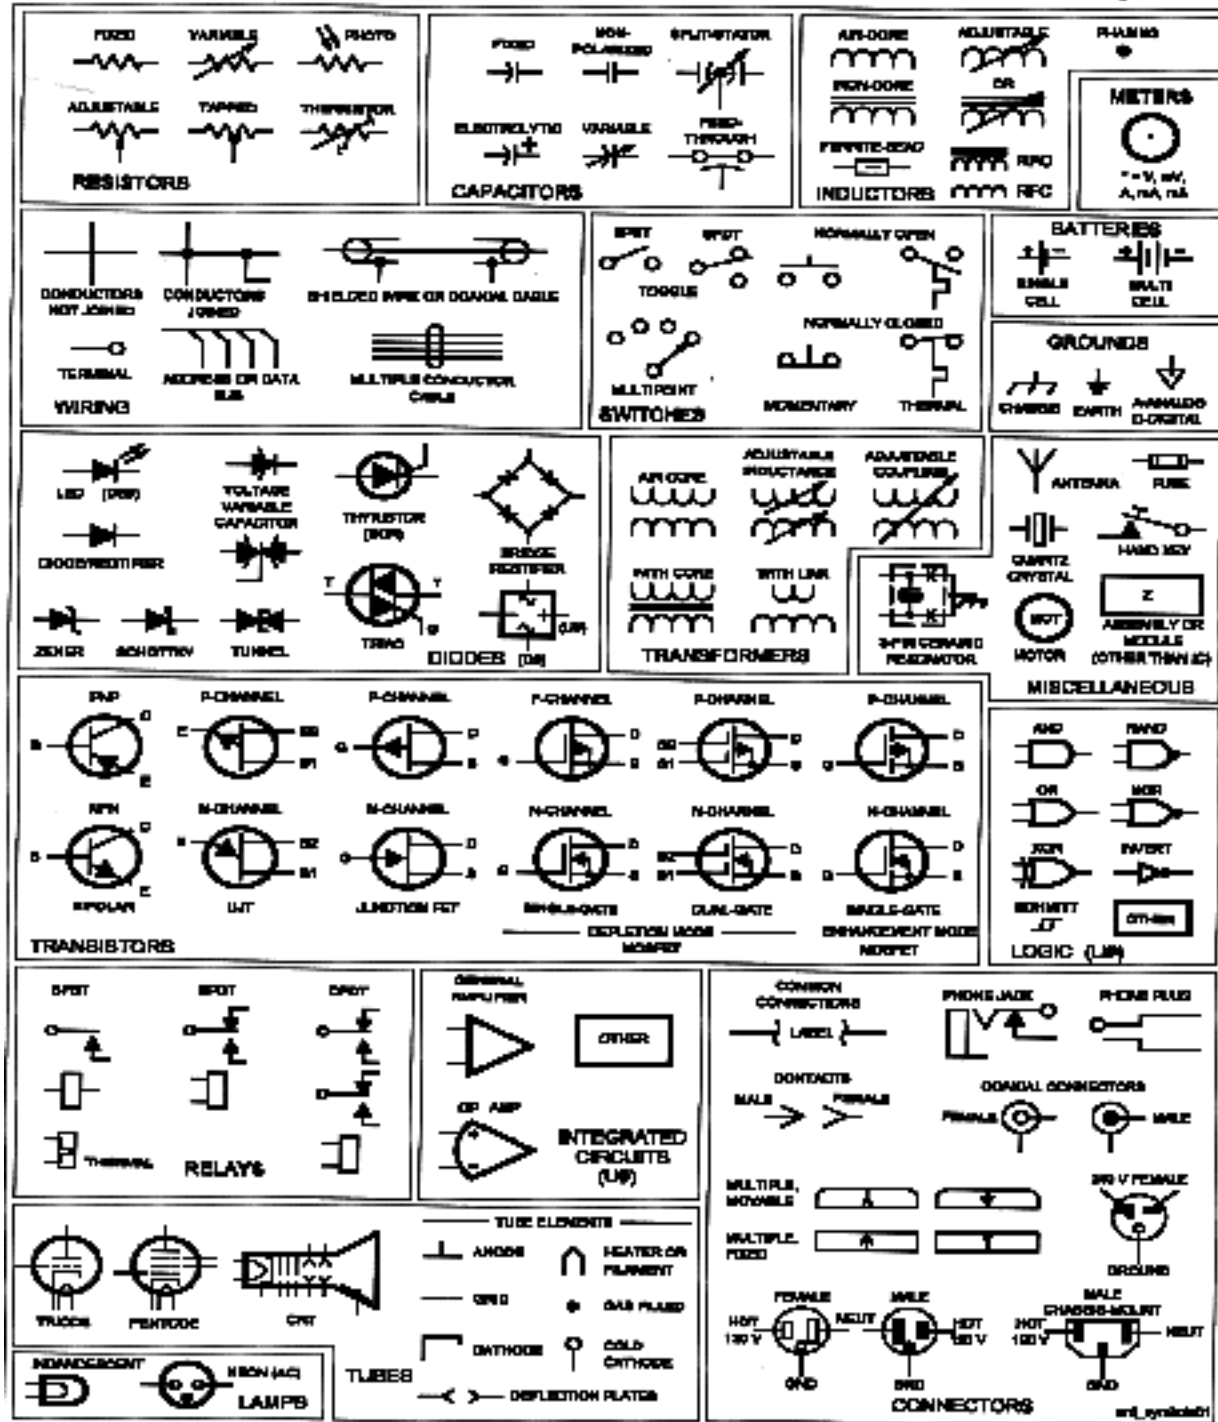 FIXED VARIABLE PHOTO
ADJUSTABLE TAPPED THERMISTOR
RESISTORS
FIXED NON-POLARIZED SPLIT-STATOR
ELECTROLYTIC VARIABLE FEED-THROUGH
CAPACITORS
AIR-CORE ADJUSTABLE PHASING
IRON-CORE OR
FERRITE-BEAD RFC
INDUCTORS RFC
METERS
* = V, mV,
A, mA, µA
CONDUCTORS
NOT JOINED
CONDUCTORS
JOINED
SHIELDED WIRE OR COAXIAL CABLE
TERMINAL
ADDRESS OR DATA
BUS
MULTIPLE CONDUCTOR
CABLE
WIRING
SPST SPDT NORMALLY OPEN
TOGGLE
NORMALLY CLOSED
MULTIPOINT MOMENTARY THERMAL
SWITCHES
BATTERIES
SINGLE
CELL
MULTI
CELL
GROUNDS
CHASSIS EARTH
A-ANALOG
D-DIGITAL
LED (DS#)
VOLTAGE
VARIABLE
CAPACITOR
THYRISTOR
(SCR)
BRIDGE
RECTIFIER
DIODE/RECTIFIER
ZENER SCHOTTKY TUNNEL TRIAC
DIODES (D#)
AIR CORE
ADJUSTABLE
INDUCTANCE
ADJUSTABLE
COUPLING
WITH CORE WITH LINK
TRANSFORMERS
3-PIN CERAMIC
RESONATOR
ANTENNA FUSE
QUARTZ
CRYSTAL
HAND KEY
MOT
Z
MOTOR
ASSEMBLY OR
MODULE
(OTHER THAN IC)
MISCELLANEOUS
PNP P-CHANNEL P-CHANNEL P-CHANNEL P-CHANNEL P-CHANNEL
NPN N-CHANNEL N-CHANNEL N-CHANNEL N-CHANNEL N-CHANNEL
BIPOLAR UJT JUNCTION FET SINGLE-GATE DUAL-GATE SINGLE-GATE
DEPLETION MODE
MOSFET
ENHANCEMENT MODE
MOSFET
TRANSISTORS
AND NAND
OR NOR
XOR INVERT
SCHMITT OTHER
LOGIC (U#)
SPST SPDT DPDT
THERMAL
RELAYS
GENERAL
AMPLIFIER
OTHER
OP AMP
INTEGRATED
CIRCUITS
(U#)
COMMON
CONNECTIONS
LABEL
PHONE JACK PHONE PLUG
CONTACTS
MALE FEMALE
COAXIAL CONNECTORS
FEMALE MALE
MULTIPLE,
MOVABLE
MULTIPLE,
FIXED
240 V FEMALE
GROUND
FEMALE
HOT
120 V
NEUT
GND
MALE
HOT
GND
MALE
CHASSIS-MOUNT
HOT
120 V
NEUT
GND
CONNECTORS
TRIODE PENTODE CRT
TUBE ELEMENTS
ANODE
HEATER OR
FILAMENT
GRID GAS FILLED
CATHODE
COLD
CATHODE
DEFLECTION PLATES
TUBES
INCANDESCENT NEON (AC)
LAMPS